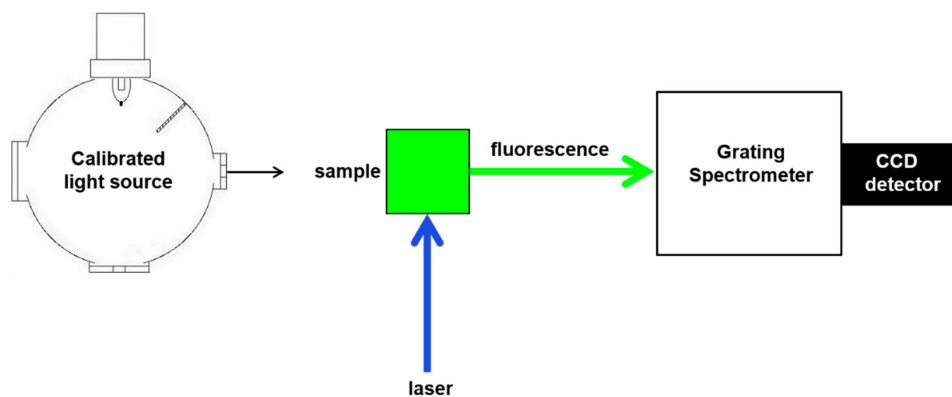 Calibrated
light source
sample
fluorescence
Grating
Spectrometer
CCD
detector
laser